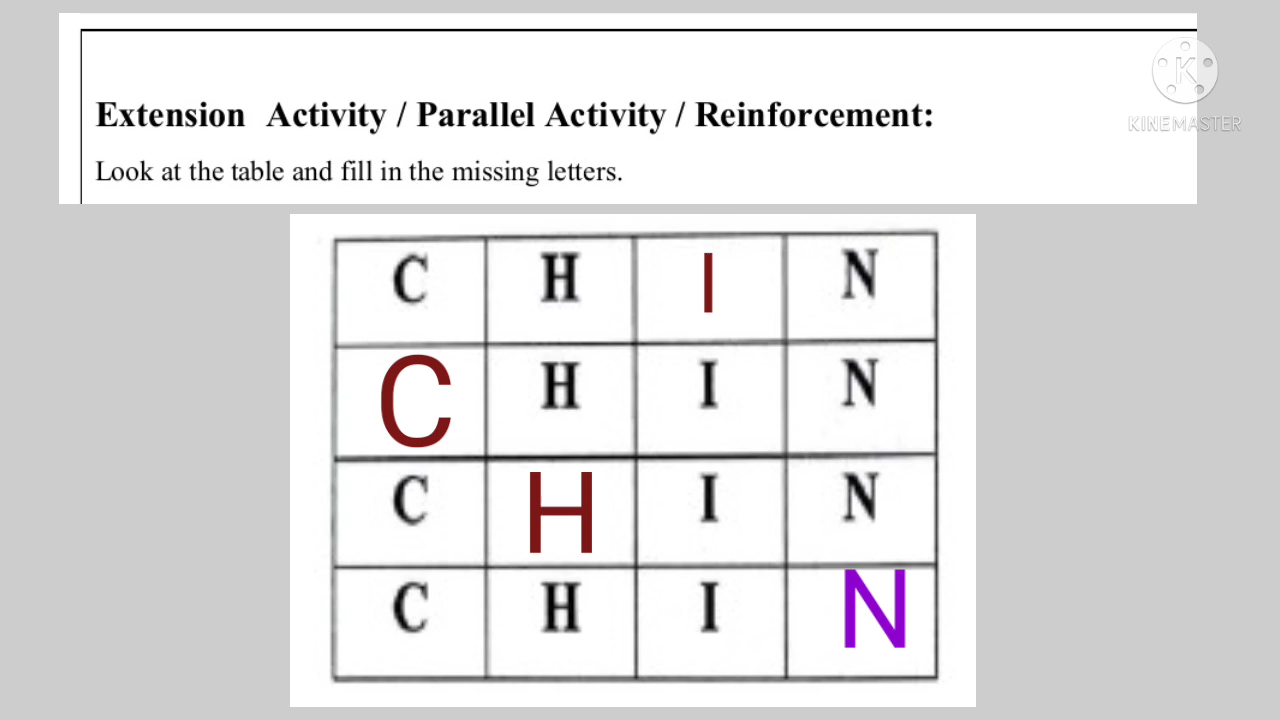 K
KINEMASTER
Extension Activity / Parallel Activity / Reinforcement:
Look at the table and fill in the missing letters.
C H I N
C H I N
C H I N
C H I N